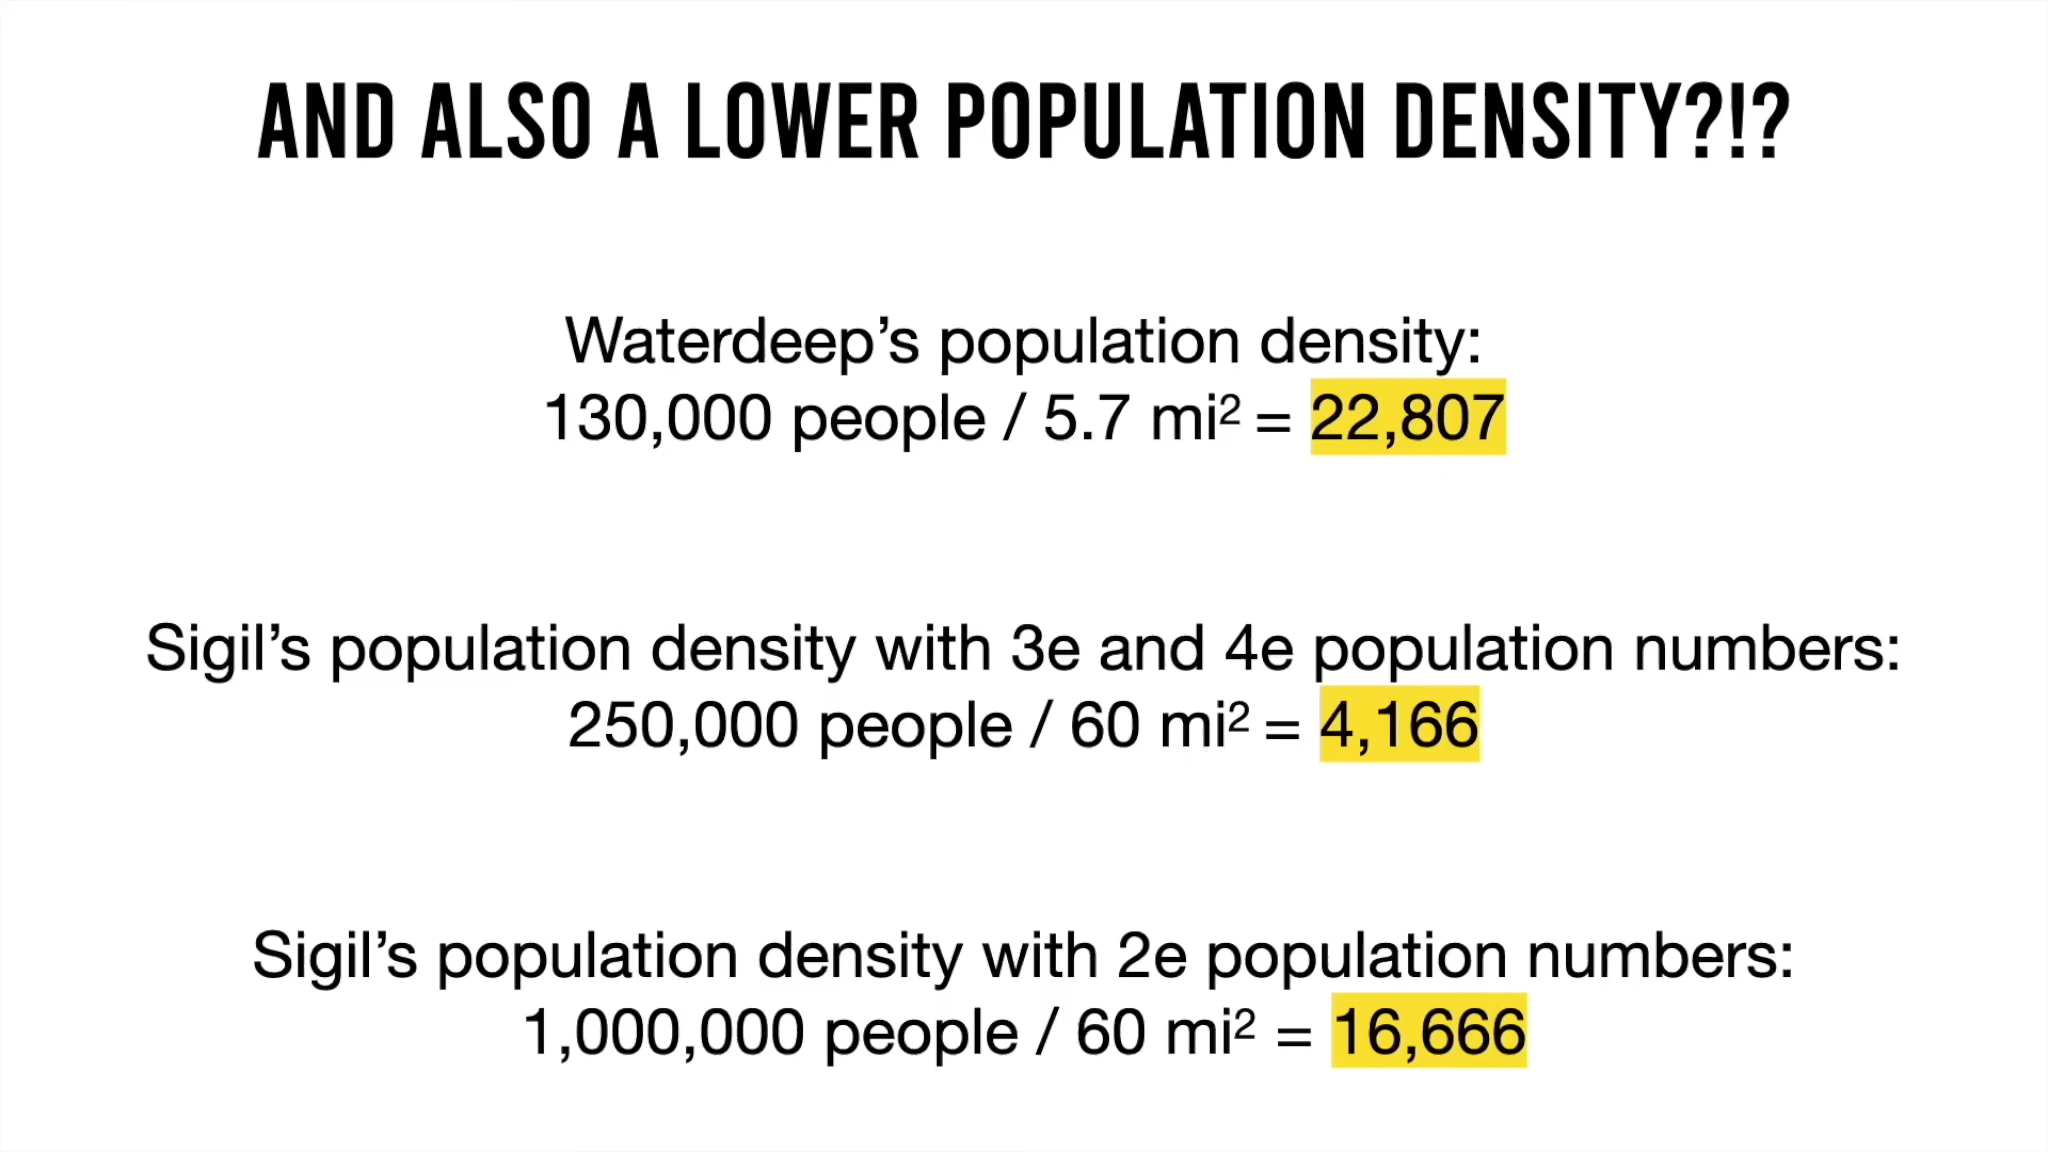 AND ALSO A LOWER POPULATION DENSITY?!?
Waterdeep’s population density:
130,000 people / 5.7 mi² = 22,807
Sigil’s population density with 3e and 4e population numbers:
250,000 people / 60 mi² = 4,166
Sigil’s population density with 2e population numbers:
1,000,000 people / 60 mi² = 16,666